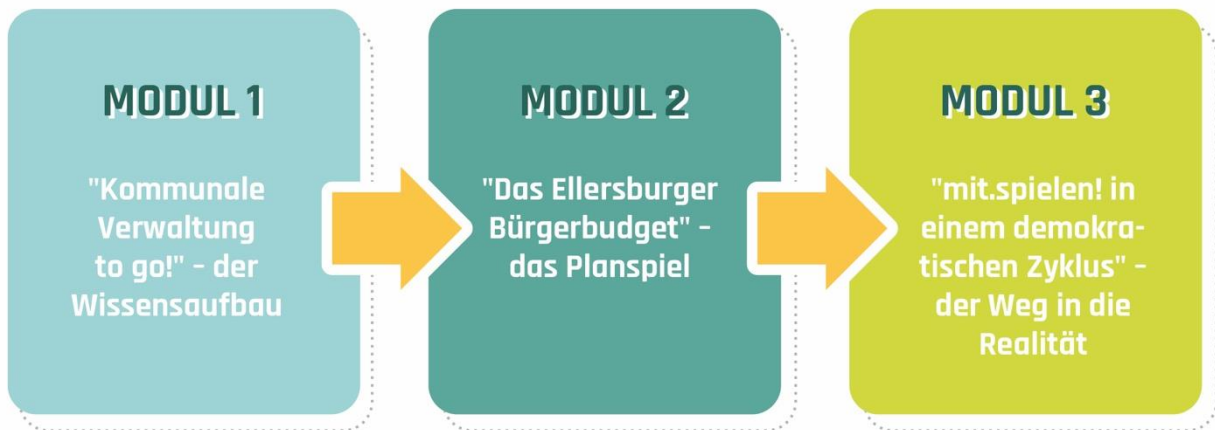 MODUL 1
"Kommunale
Verwaltung
to go!" – der
Wissensaufbau
MODUL 2
"Das Ellersburger
Bürgerbudget" –
das Planspiel
MODUL 3
"mit.spielen! in
einem demokra-
tischen Zyklus" –
der Weg in die
Realität